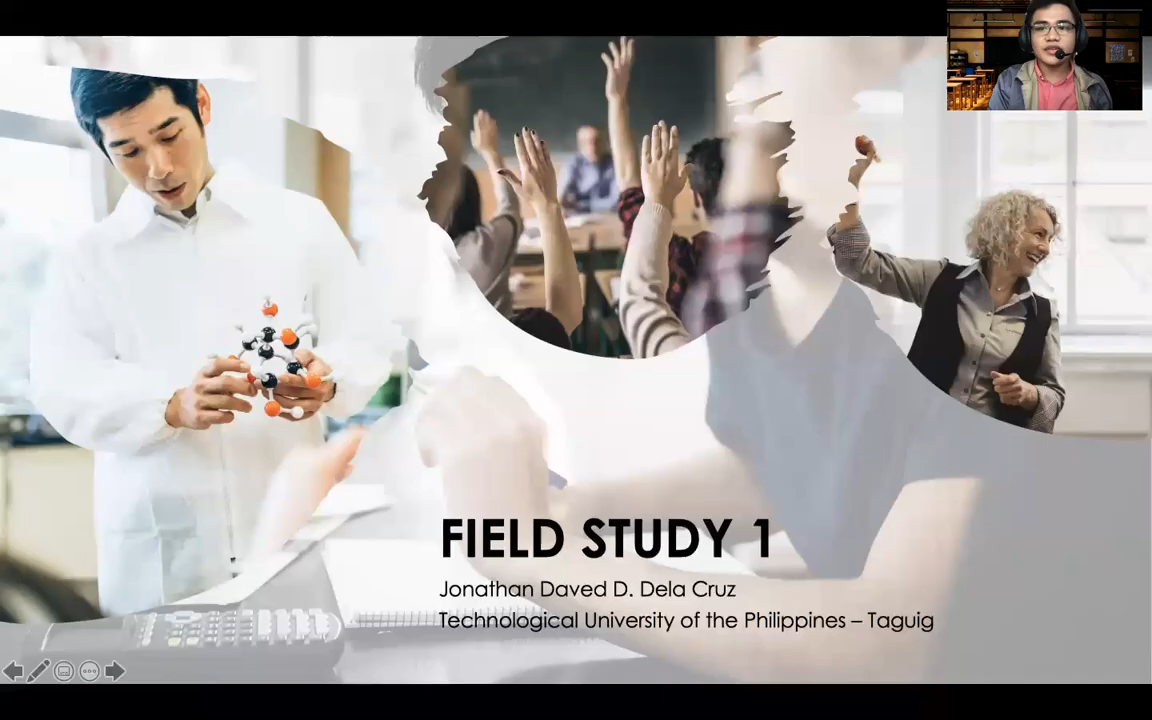 FIELD STUDY 1
Jonathan Daved D. Dela Cruz
Technological University of the Philippines – Taguig